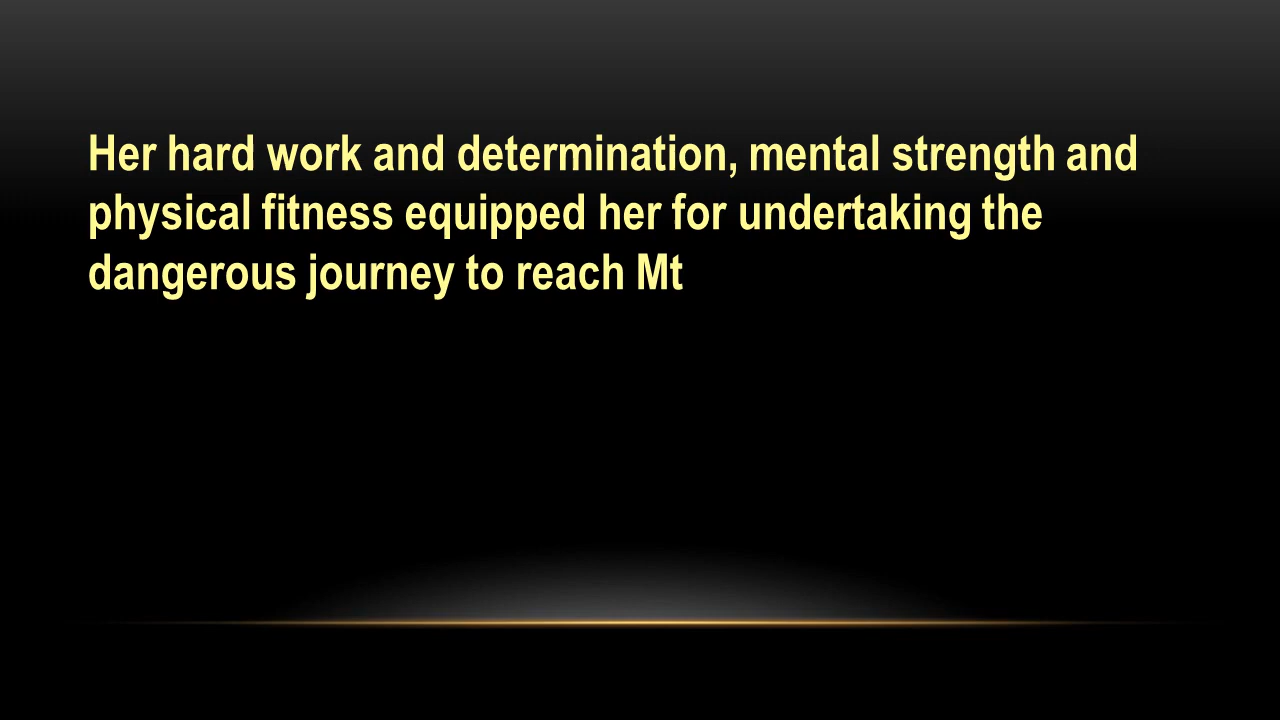 Her hard work and determination, mental strength and
physical fitness equipped her for undertaking the
dangerous journey to reach Mt